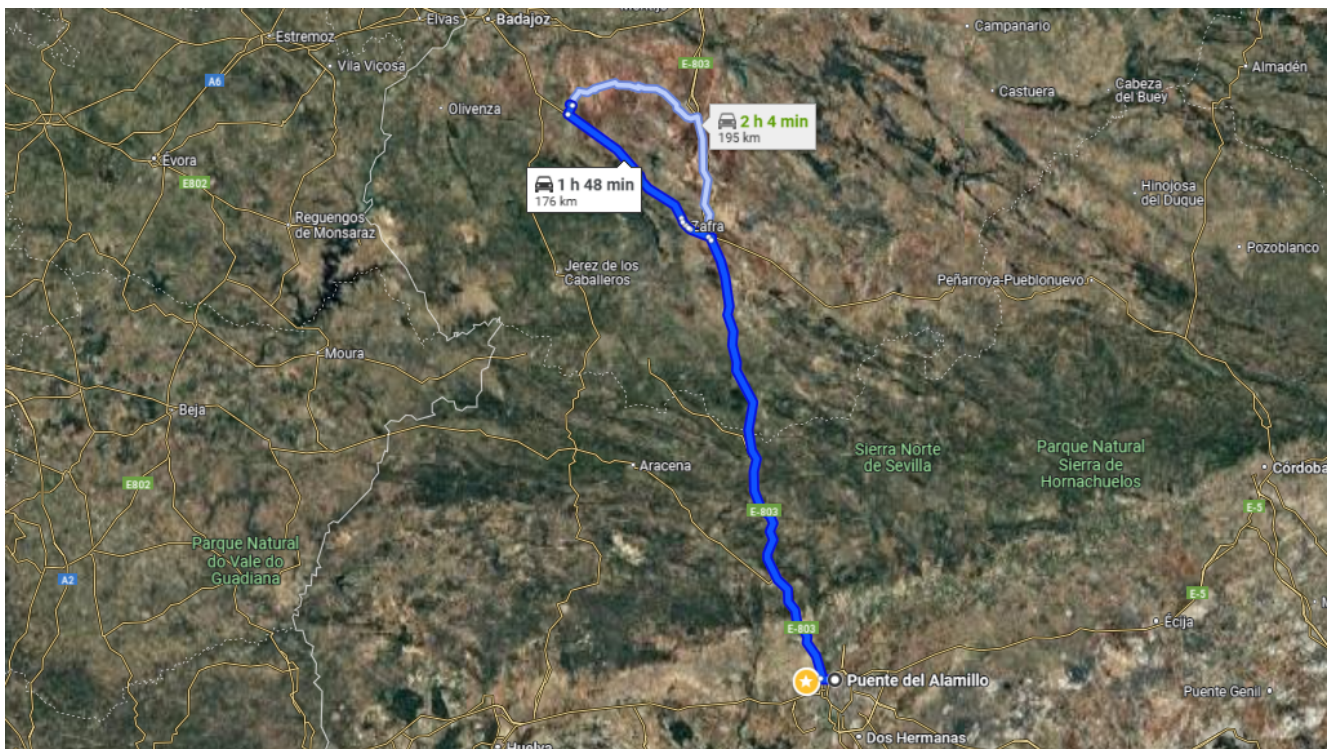 Elvas
Badajoz
Estremoz
Campanario
Vila Viçosa
E-803
Almadén
A6
Cabeza
del Buey
Castuera
Olivenza
2 h 4 min
195 km
Évora
E802
1 h 48 min
176 km
Hinojosa
del Duque
Reguengos
de Monsaraz
Zafra
Pozoblanco
Jerez de los
Caballeros
Peñarroya-Pueblonuevo
Moura
Beja
Sierra Norte
de Sevilla
Parque Natural
Sierra de
Hornachuelos
Aracena
Córdoba
E802
E-803
E-5
Parque Natural
do Vale do
Guadiana
A2
E-5
Écija
E-803
Puente del Alamillo
Puente Genil
Dos Hermanas
Huelva